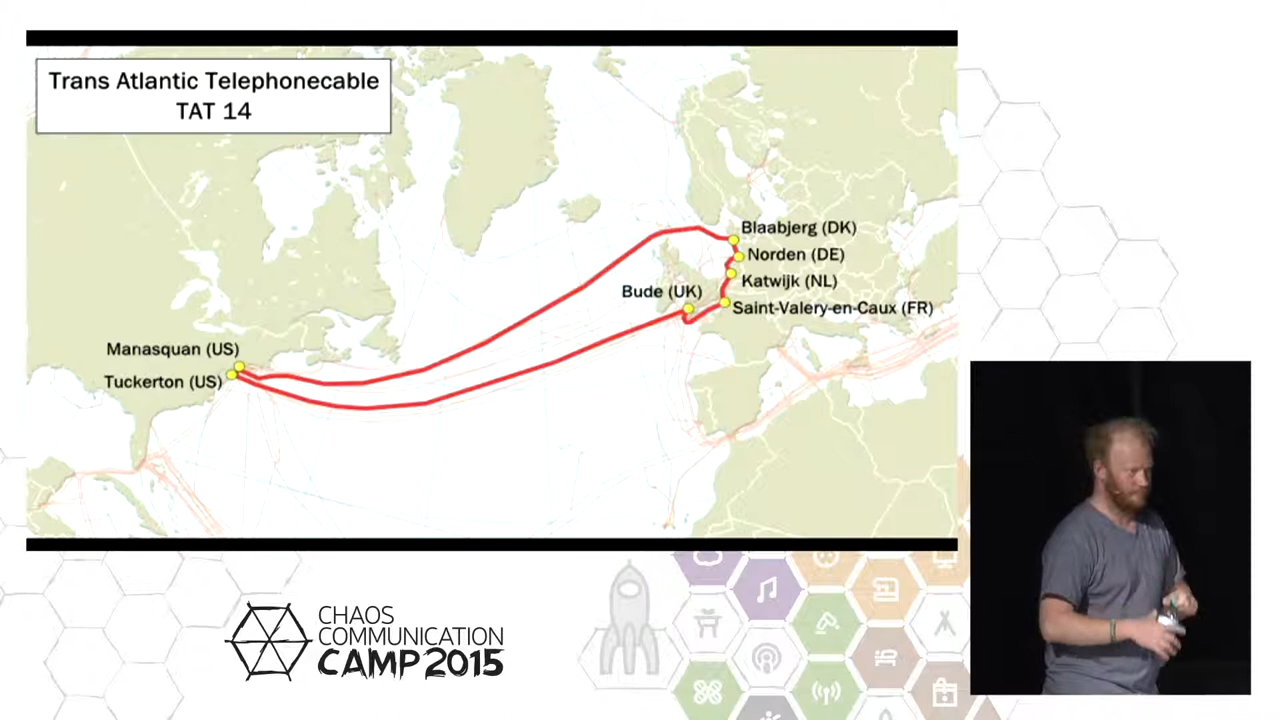 Trans Atlantic Telephonecable
TAT 14
Blaabjerg (DK)
Norden (DE)
Katwijk (NL)
Bude (UK)
Saint-Valery-en-Caux (FR)
Manasquan (US)
Tuckerton (US)
CHAOS
COMMUNICATION
CAMP 2015